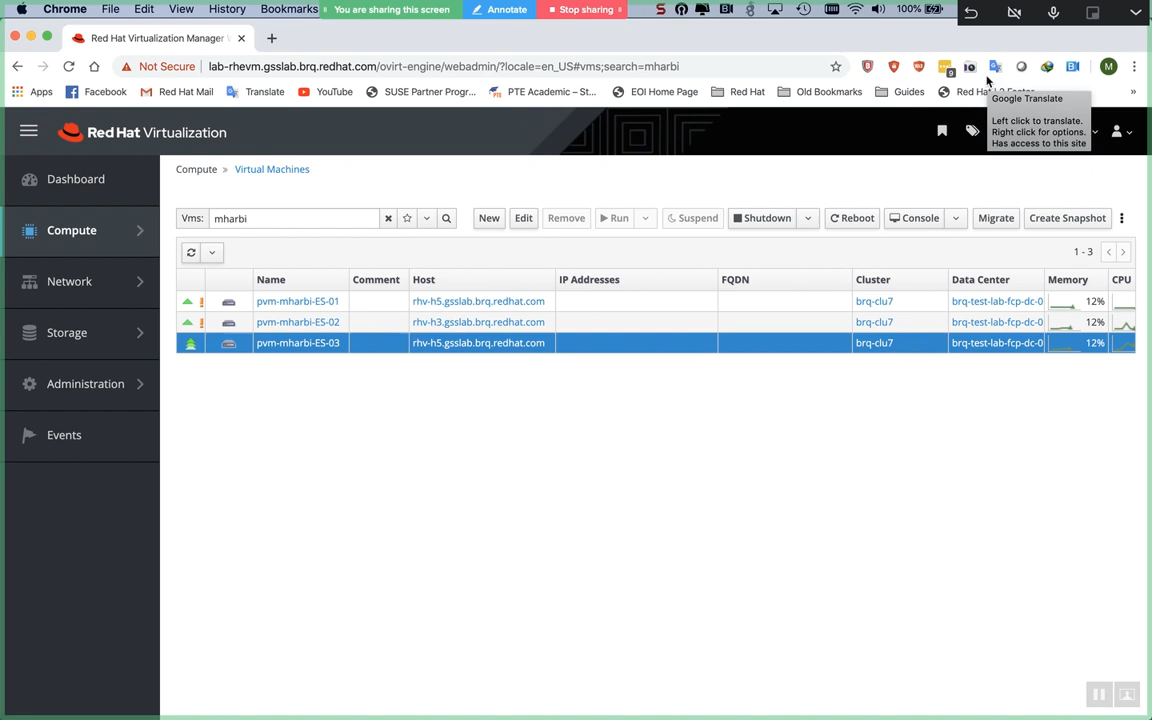 Chrome File Edit View History Bookmarks You are sharing this screen Annotate Stop sharing 100%
Red Hat Virtualization Manager
Not Secure lab-rhevm.gsslab.brq.redhat.com/ovirt-engine/webadmin/?locale=en_US#vms;search=mharbi 9 M
Apps Facebook Red Hat Mail Translate YouTube SUSE Partner Progr... PTE Academic – St... EOI Home Page Red Hat Old Bookmarks Guides Red Hat »
Google Translate
Left click to translate.
Right click for options.
Has access to this site
Red Hat Virtualization
Compute » Virtual Machines
Dashboard
Compute
Network
Storage
Administration
Events
Vms: mharbi New Edit Remove Run Suspend Shutdown Reboot Console Migrate Create Snapshot
1 - 3
Name Comment Host IP Addresses FQDN Cluster Data Center Memory CPU
pvm-mharbi-ES-01 rhv-h5.gsslab.brq.redhat.com brq-clu7 brq-test-lab-fcp-dc-0 12%
pvm-mharbi-ES-02 rhv-h3.gsslab.brq.redhat.com brq-clu7 brq-test-lab-fcp-dc-0 12%
pvm-mharbi-ES-03 rhv-h5.gsslab.brq.redhat.com brq-clu7 brq-test-lab-fcp-dc-0 12%